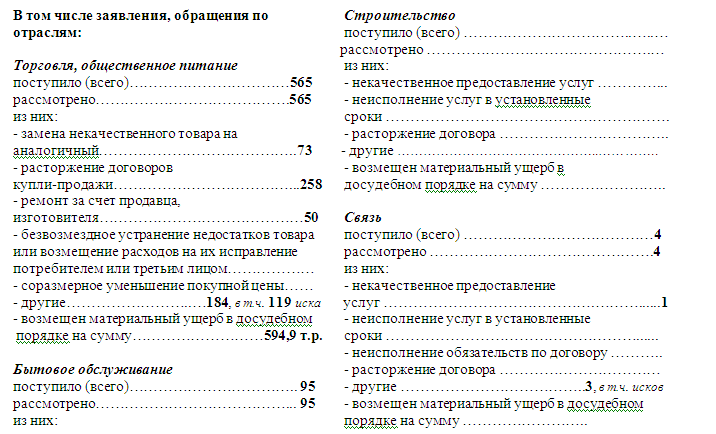 В том числе заявления, обращения по
отраслям:
Торговля, общественное питание
поступило (всего)……………………………565
рассмотрено…………………………………565
из них:
- замена некачественного товара на
аналогичный…………………………………73
- расторжение договоров
купли-продажи………………………………..258
- ремонт за счет продавца,
изготовителя……………………………………50
- безвозмездное устранение недостатков товара
или возмещение расходов на их исправление
потребителем или третьим лицом………………
- соразмерное уменьшение покупной цены……
- другие………………………184, в т.ч. 119 иска
- возмещен материальный ущерб в досудебном
порядке на сумму………………………594,9 т.р.
Бытовое обслуживание
поступило (всего)……………………………95
рассмотрено…………………………………... 95
из них:
Строительство
поступило (всего) ……………………………………
рассмотрено ………………………………………
из них:
- некачественное предоставление услуг …………...
- неисполнение услуг в установленные
сроки …………………………………………………
- расторжение договора ……………………………..
- другие ……………………………………………….
- возмещен материальный ущерб в
досудебном порядке на сумму ……………………..
Связь
поступило (всего) …………………………………4
рассмотрено ………………………………………4
из них:
- некачественное предоставление
услуг …………………………………………….....1
- неисполнение услуг в установленные
сроки ……………………………………………....
- неисполнение обязательств по договору ………..
- расторжение договора ……………………………
- другие ……………………………….3, в т.ч. исков
- возмещен материальный ущерб в досудебном
порядке на сумму ……………………..